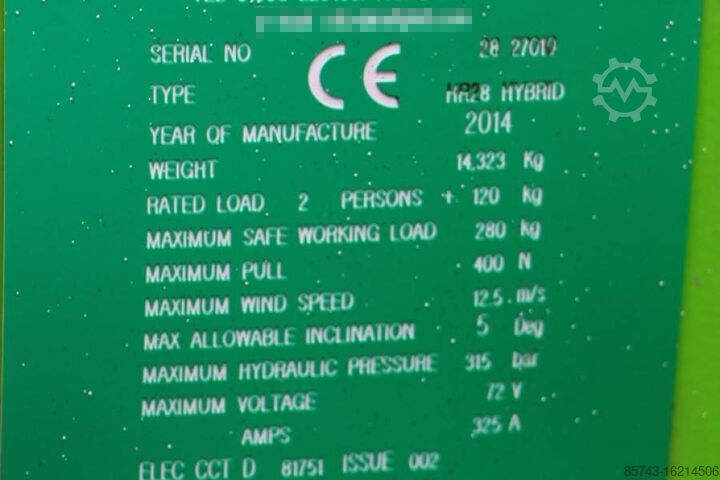 SERIAL NO 28 27019
CE
TYPE HR28 HYBRID
YEAR OF MANUFACTURE 2014
WEIGHT 14.323 Kg
RATED LOAD 2 PERSONS + 120 kg
MAXIMUM SAFE WORKING LOAD 280 kg
MAXIMUM PULL 400 N
MAXIMUM WIND SPEED 12.5 m/s
MAX ALLOWABLE INCLINATION 5 Deg
MAXIMUM HYDRAULIC PRESSURE 315 bar
MAXIMUM VOLTAGE 72 V
AMPS 325 A
ELEC CCT D 81751 ISSUE 002
85743-16214506